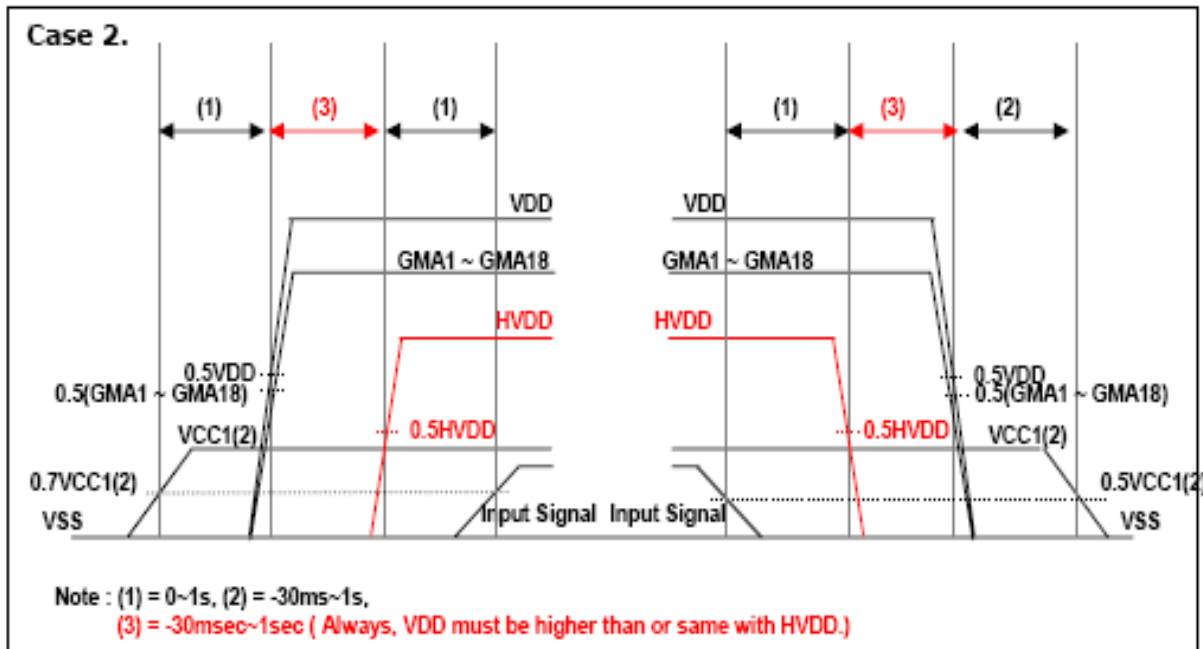 Case 2.
(1) (3) (1) (1) (3) (2)
VDD VDD
GMA1 ~ GMA18 GMA1 ~ GMA18
HVDD HVDD
0.5VDD 0.5VDD
0.5(GMA1 ~ GMA18) 0.5(GMA1 ~ GMA18)
VCC1(2) 0.5HVDD 0.5HVDD VCC1(2)
0.7VCC1(2) 0.5VCC1(2)
VSS Input Signal Input Signal VSS
Note : (1) = 0~1s, (2) = -30ms~1s,
(3) = -30msec~1sec ( Always, VDD must be higher than or same with HVDD.)